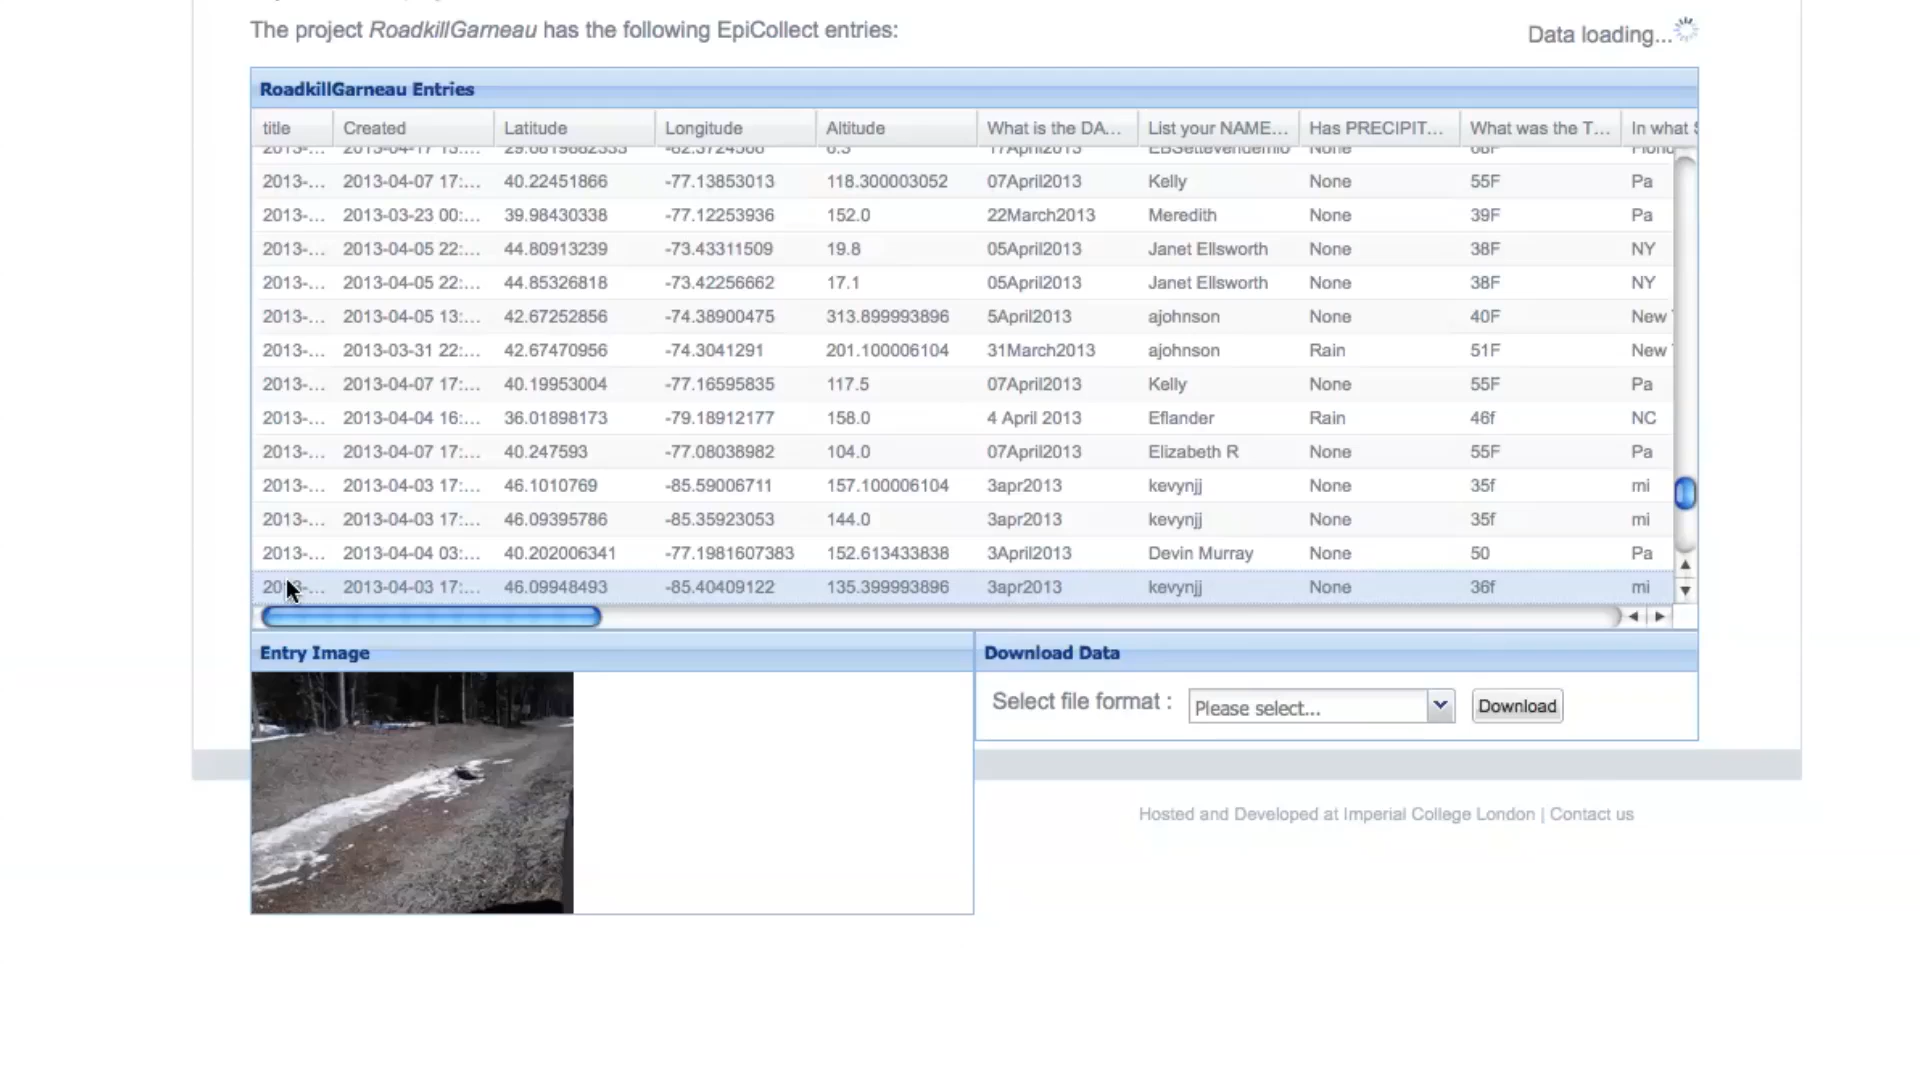 The project RoadkillGarneau has the following EpiCollect entries:
Data loading...
RoadkillGarneau Entries
title Created Latitude Longitude Altitude What is the DA... List your NAME... Has PRECIPIT... What was the T... In what
2013-... 2013-04-07 17:... 40.22451866 -77.13853013 118.300003052 07April2013 Kelly None 55F Pa
2013-... 2013-03-23 00:... 39.98430338 -77.12253936 152.0 22March2013 Meredith None 39F Pa
2013-... 2013-04-05 22:... 44.80913239 -73.43311509 19.8 05April2013 Janet Ellsworth None 38F NY
2013-... 2013-04-05 22:... 44.85326818 -73.42256662 17.1 05April2013 Janet Ellsworth None 38F NY
2013-... 2013-04-05 13:... 42.67252856 -74.38900475 313.899993896 5April2013 ajohnson None 40F New
2013-... 2013-03-31 22:... 42.67470956 -74.3041291 201.100006104 31March2013 ajohnson Rain 51F New
2013-... 2013-04-07 17:... 40.19953004 -77.16595835 117.5 07April2013 Kelly None 55F Pa
2013-... 2013-04-04 16:... 36.01898173 -79.18912177 158.0 4 April 2013 Eflander Rain 46f NC
2013-... 2013-04-07 17:... 40.247593 -77.08038982 104.0 07April2013 Elizabeth R None 55F Pa
2013-... 2013-04-03 17:... 46.1010769 -85.59006711 157.100006104 3apr2013 kevynjj None 35f mi
2013-... 2013-04-03 17:... 46.09395786 -85.35923053 144.0 3apr2013 kevynjj None 35f mi
2013-... 2013-04-04 03:... 40.202006341 -77.1981607383 152.613433838 3April2013 Devin Murray None 50 Pa
2013-... 2013-04-03 17:... 46.09948493 -85.40409122 135.399993896 3apr2013 kevynjj None 36f mi
Entry Image
Download Data
Select file format : Please select... Download
Hosted and Developed at Imperial College London | Contact us